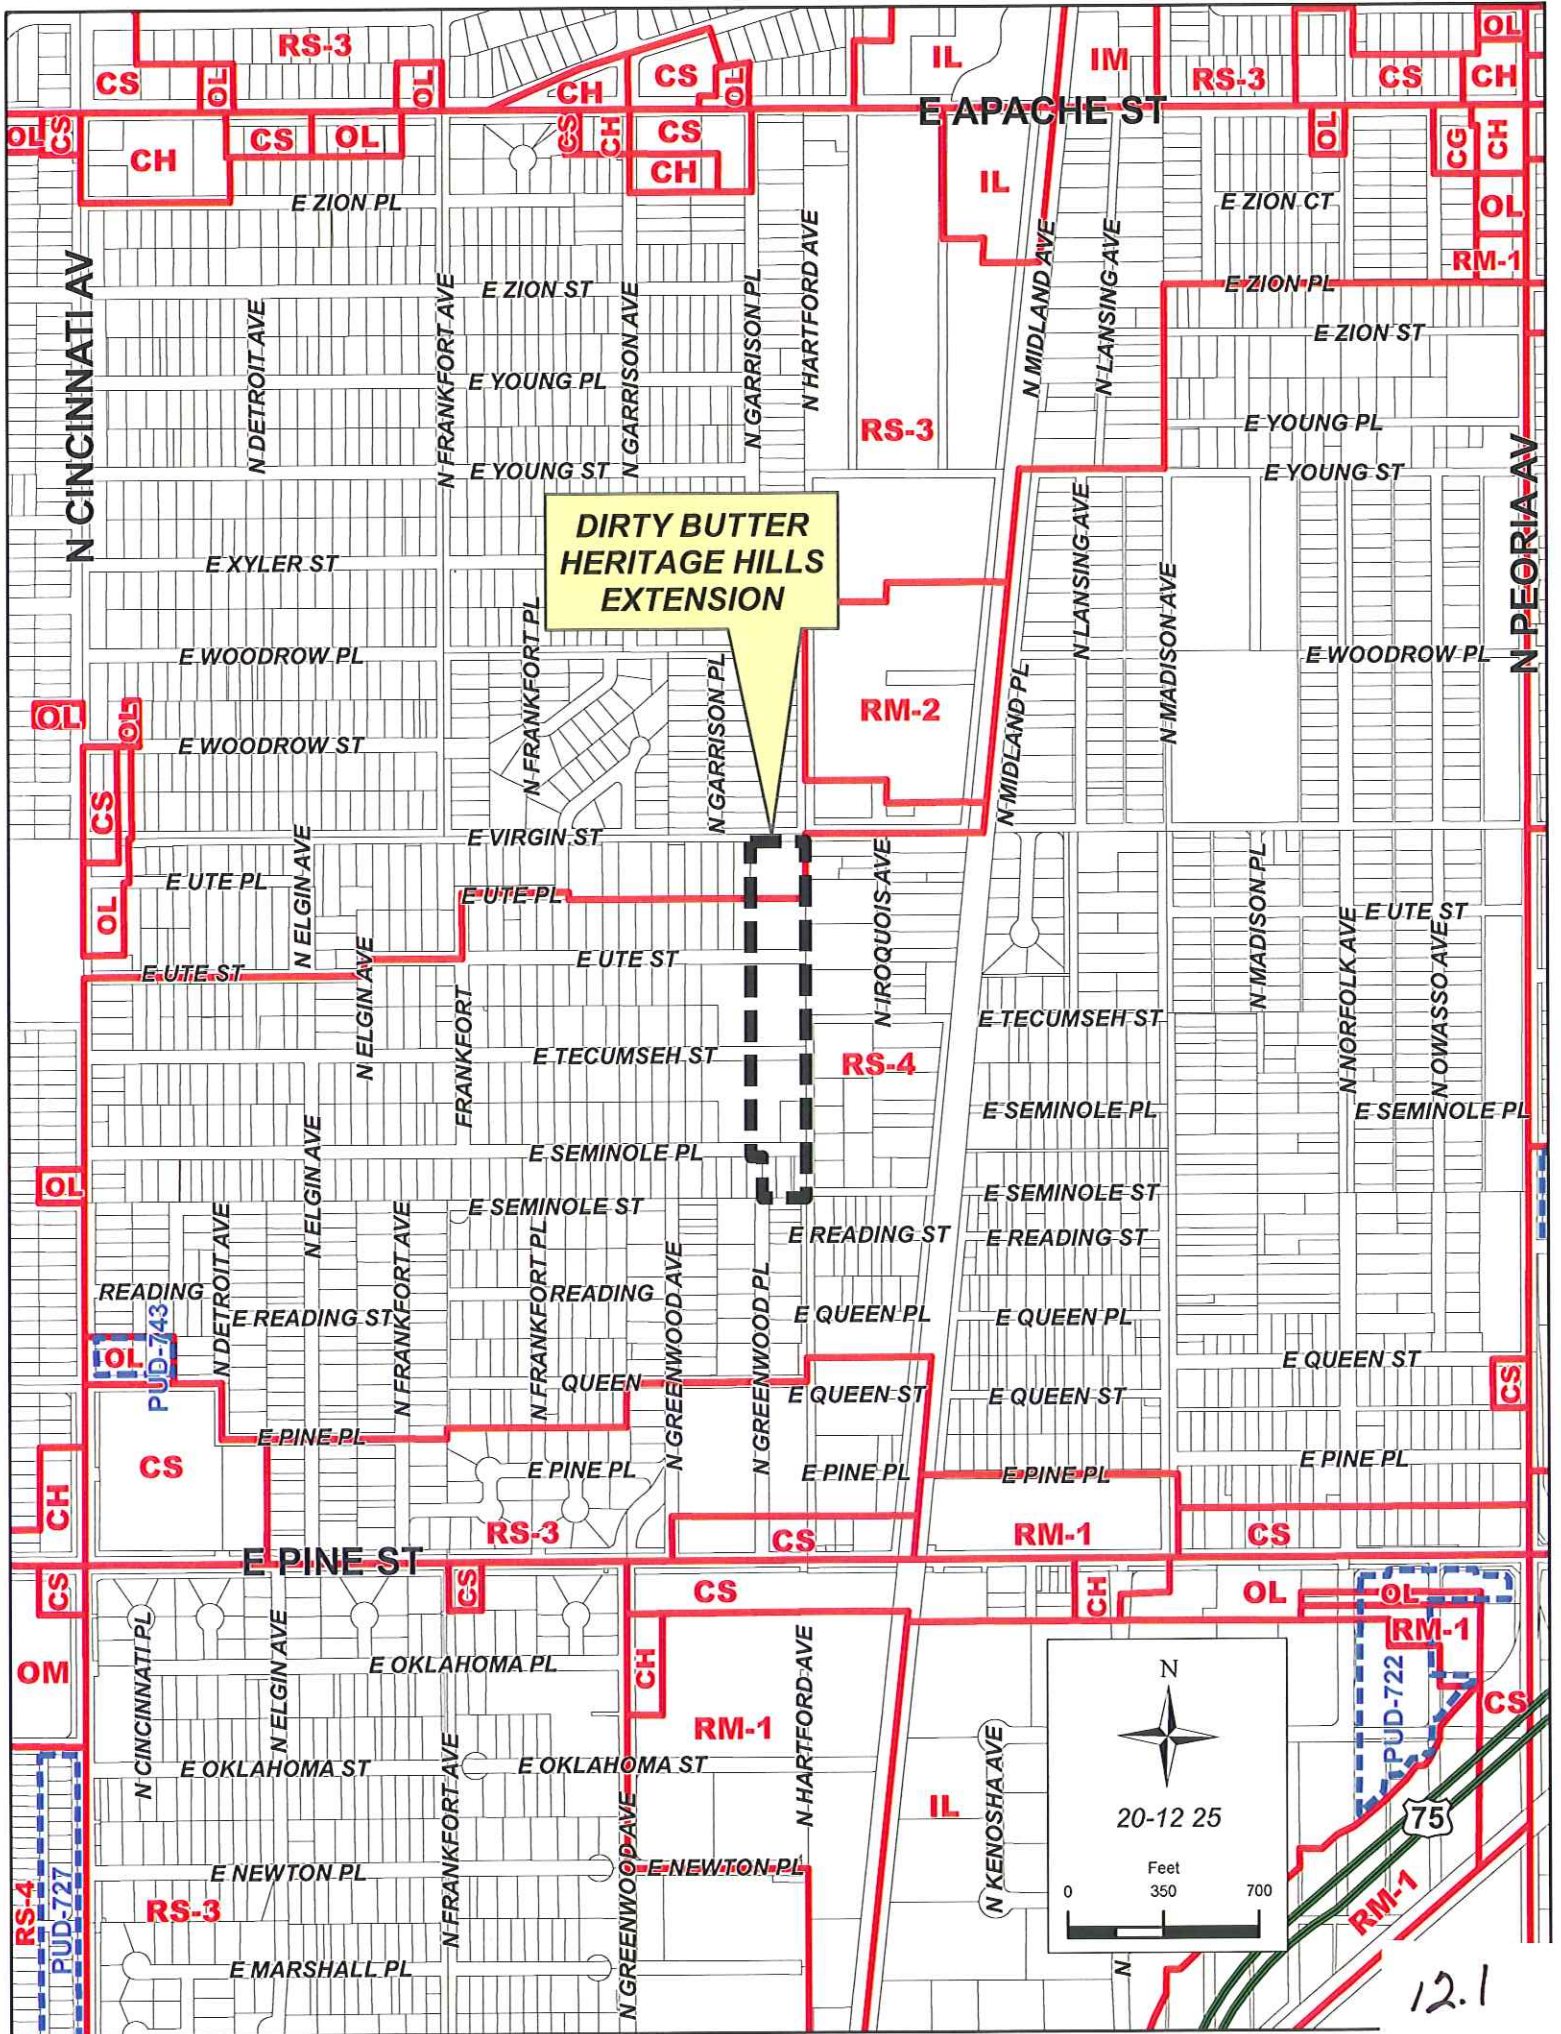 RS-3
CS
OL
OL
CH
CS
OL
IL
IM
RS-3
CS
OL
CH
E APACHE ST
OL
CS
CH
CS
OL
CS
CH
CS
CH
IL
OL
CG
CH
OL
RM-1
E ZION PL
E ZION CT
E ZION PL
N CINCINNATI AV
N DETROIT AVE
N FRANKFORT AVE
E ZION ST
N GARRISON AVE
N GARRISON PL
N HARTFORD AVE
N MIDLAND AVE
N LANSING AVE
E ZION ST
E YOUNG PL
RS-3
E YOUNG PL
E YOUNG ST
E YOUNG ST
N PEORIA AV
DIRTY BUTTER
HERITAGE HILLS
EXTENSION
E XYLER ST
N LANSING AVE
N MADISON AVE
E WOODROW PL
N FRANKFORT PL
N GARRISON PL
RM-2
N MIDLAND PL
E WOODROW PL
OL
OL
E WOODROW ST
CS
E VIRGIN ST
N ELGIN AVE
E UTE PL
E UTE PL
OL
N IROQUOIS AVE
N MADISON PL
E UTE ST
N NORFOLK AVE
N OWASSO AVE
E UTE ST
N ELGIN AVE
E UTE ST
FRANKFORT
E TECUMSEH ST
E TECUMSEH ST
RS-4
E SEMINOLE PL
E SEMINOLE PL
N ELGIN AVE
E SEMINOLE PL
OL
E SEMINOLE ST
E SEMINOLE ST
N DETROIT AVE
N FRANKFORT AVE
N FRANKFORT PL
N GREENWOOD AVE
N GREENWOOD PL
E READING ST
E READING ST
READING
READING
E READING ST
E QUEEN PL
E QUEEN PL
OL
PUD-743
QUEEN
E QUEEN ST
E QUEEN ST
E QUEEN ST
CS
E PINE PL
CS
E PINE PL
E PINE PL
E PINE PL
E PINE PL
CH
RS-3
CS
RM-1
CS
E PINE ST
CS
CS
CS
CH
OL
OL
RM-1
OM
N CINCINNATI PL
N ELGIN AVE
E OKLAHOMA PL
CH
RM-1
N HARTFORD AVE
N
PUD-722
CS
E OKLAHOMA ST
N FRANKFORT AVE
E OKLAHOMA ST
N KENOSHA AVE
IL
20-12 25
75
Feet
0 350 700
N GREENWOOD AVE
E NEWTON PL
E NEWTON PL
RS-4
PUD-727
RS-3
RM-1
E MARSHALL PL
N
12.1